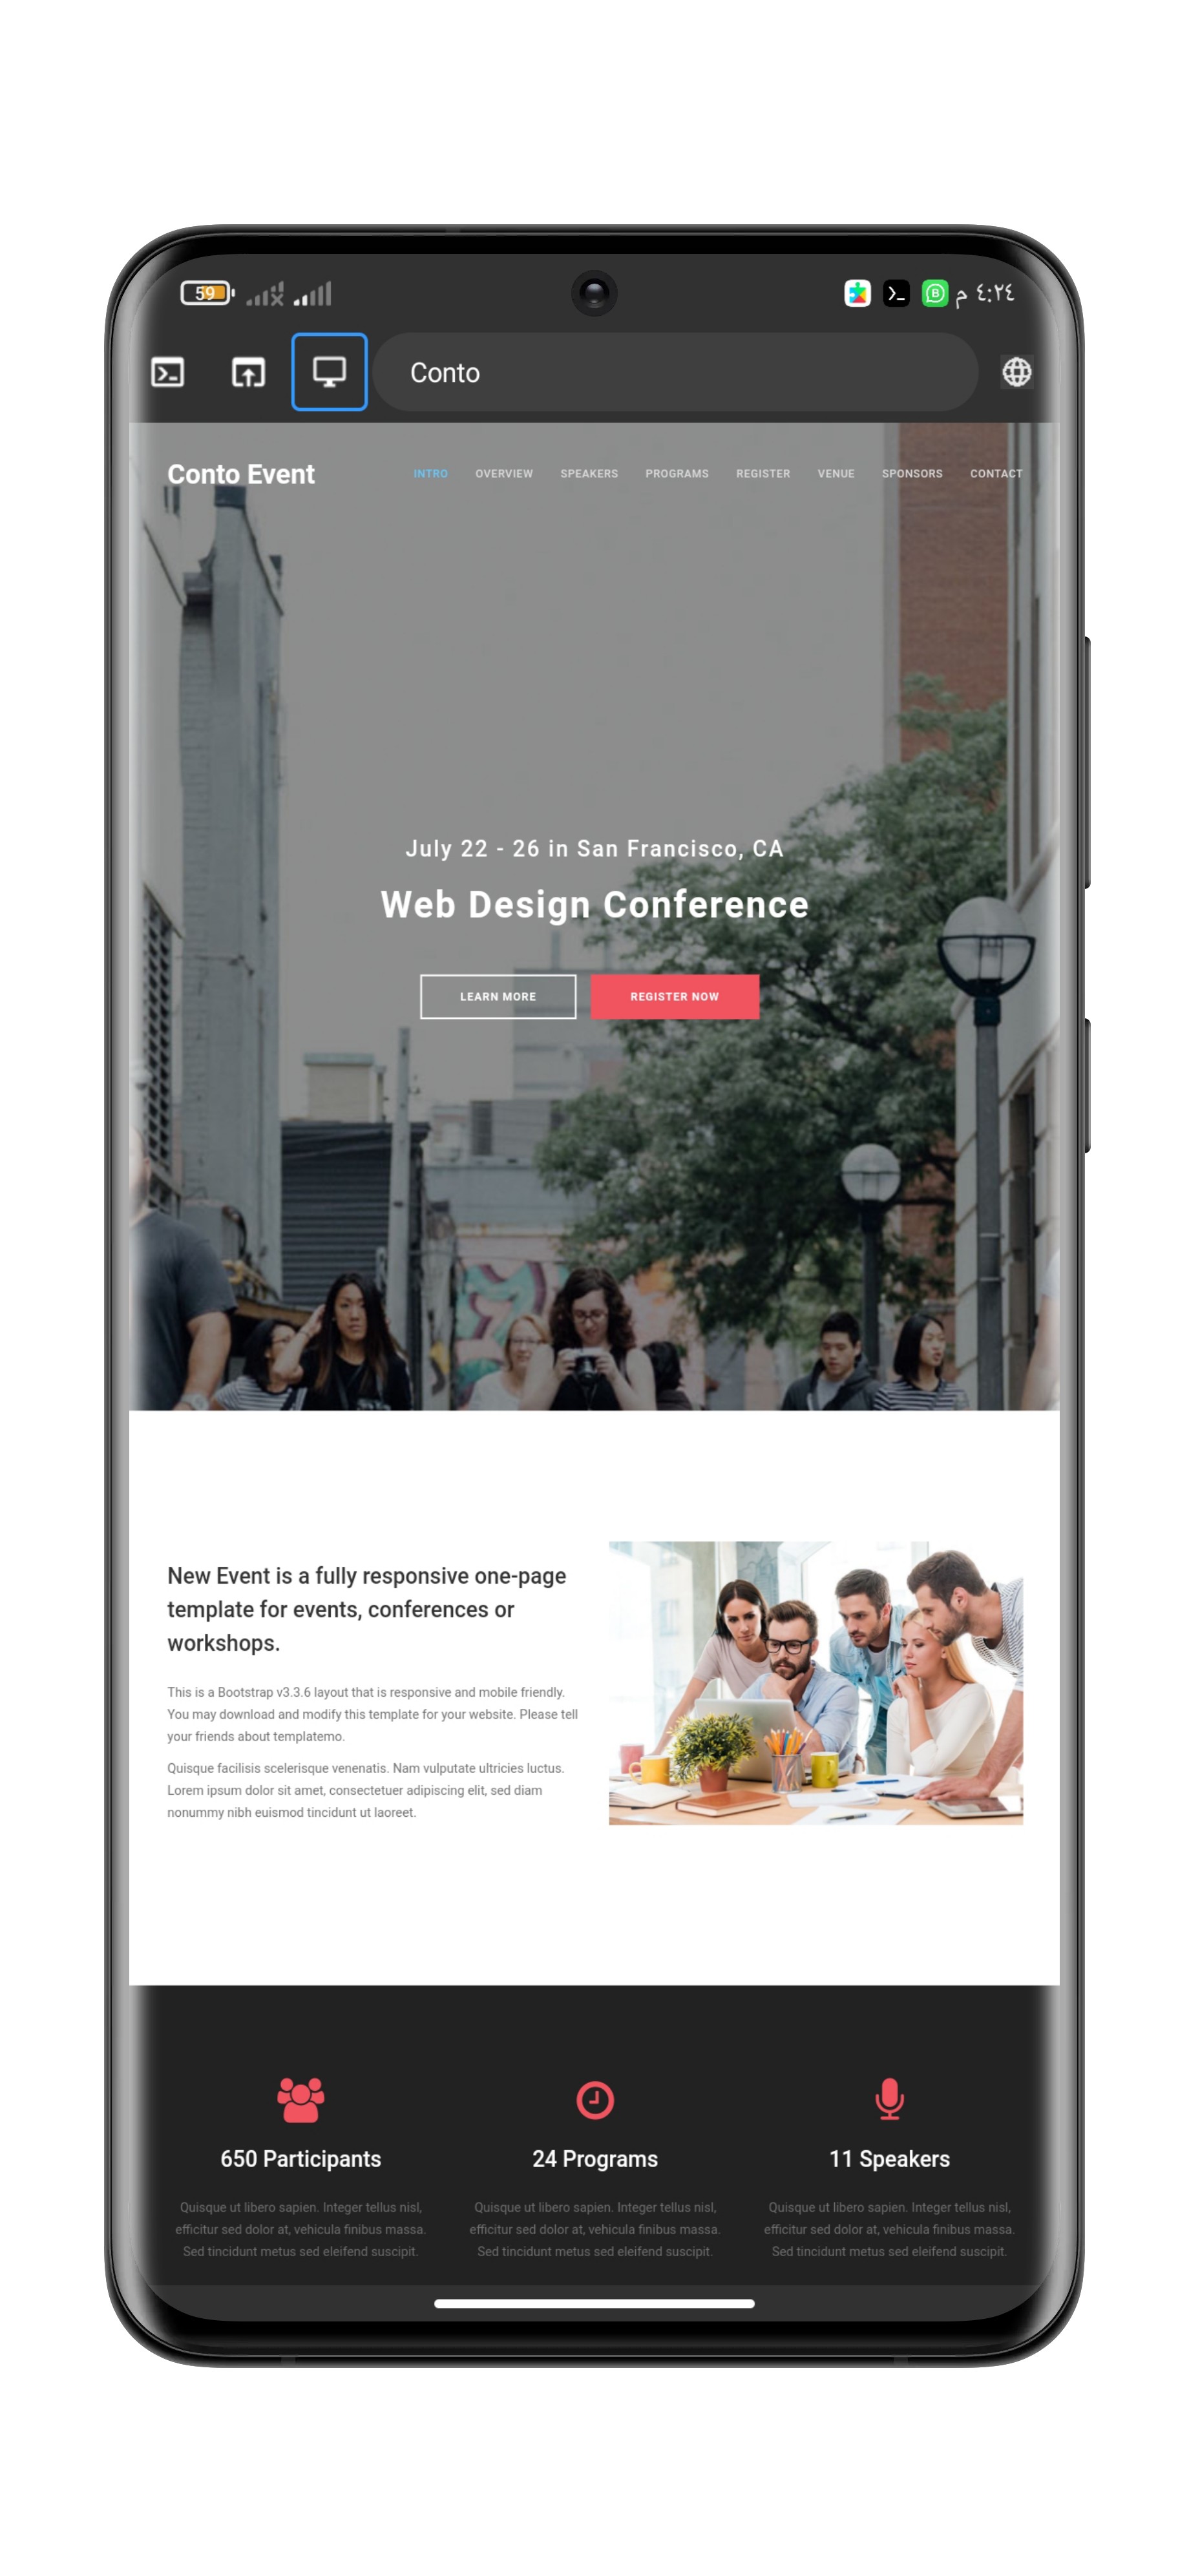 59
م ٤:٢٤
Conto
Conto Event
INTRO OVERVIEW SPEAKERS PROGRAMS REGISTER VENUE SPONSORS CONTACT
July 22 - 26 in San Francisco, CA
Web Design Conference
LEARN MORE REGISTER NOW
New Event is a fully responsive one-page
template for events, conferences or
workshops.
This is a Bootstrap v3.3.6 layout that is responsive and mobile friendly.
You may download and modify this template for your website. Please tell
your friends about templatemo.
Quisque facilisis scelerisque venenatis. Nam vulputate ultricies luctus.
Lorem ipsum dolor sit amet, consectetuer adipiscing elit, sed diam
nonummy nibh euismod tincidunt ut laoreet.
650 Participants
Quisque ut libero sapien. Integer tellus nisl,
efficitur sed dolor at, vehicula finibus massa.
Sed tincidunt metus sed eleifend suscipit.
24 Programs
Quisque ut libero sapien. Integer tellus nisl,
efficitur sed dolor at, vehicula finibus massa.
Sed tincidunt metus sed eleifend suscipit.
11 Speakers
Quisque ut libero sapien. Integer tellus nisl,
efficitur sed dolor at, vehicula finibus massa.
Sed tincidunt metus sed eleifend suscipit.